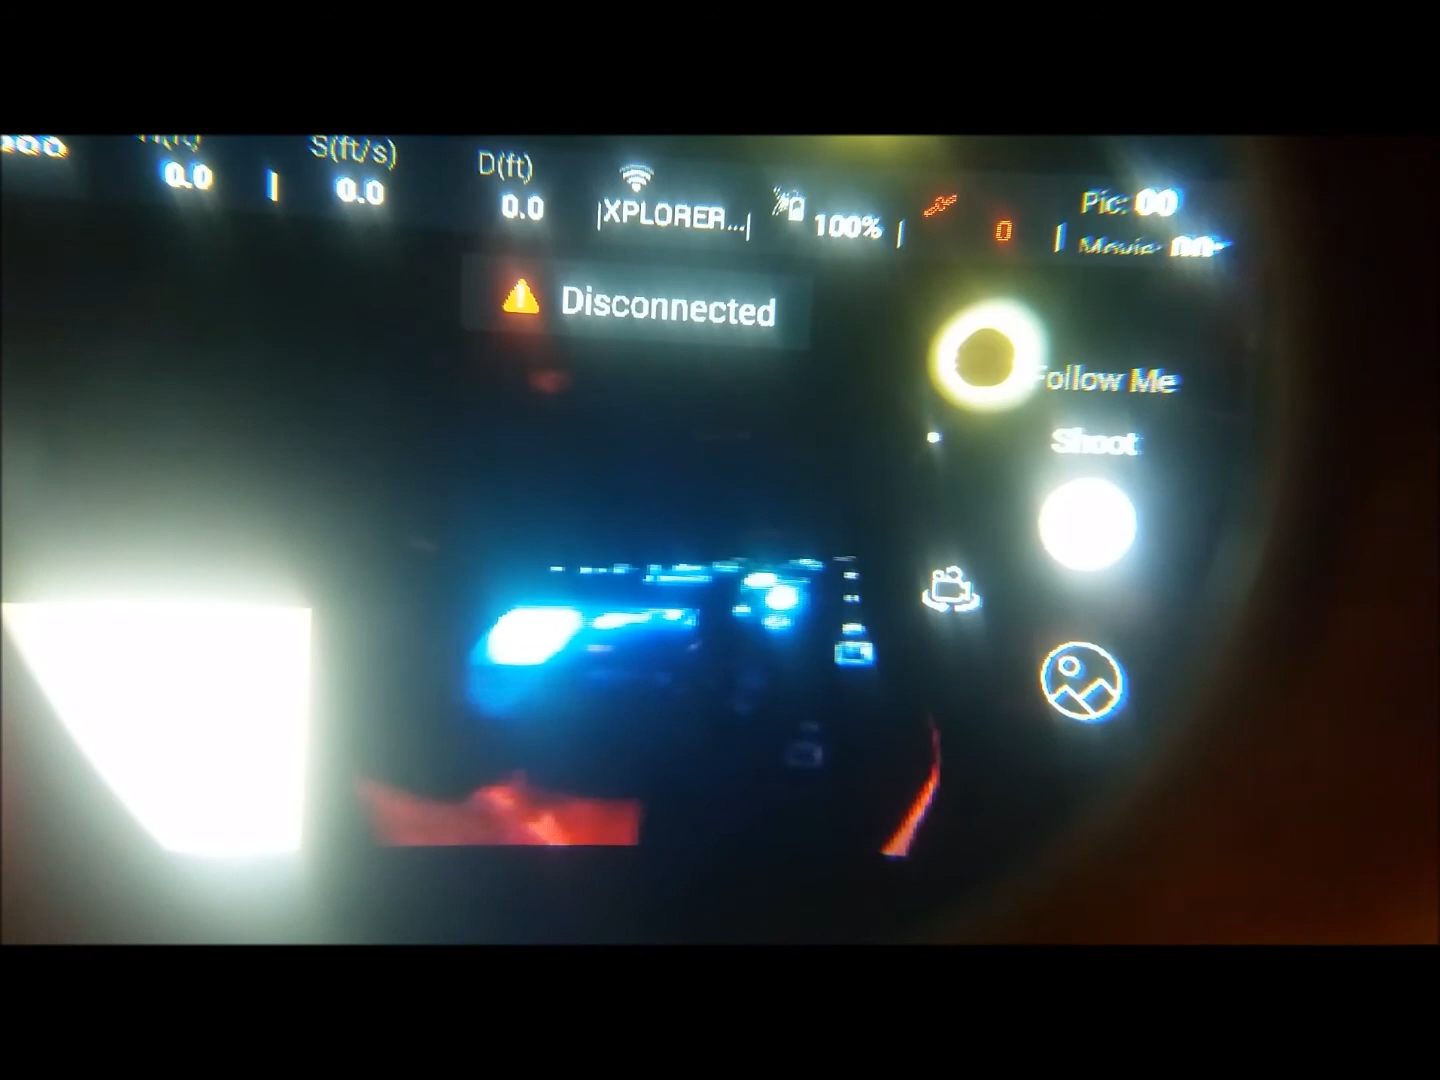 S(ft/s)
D(ft)
0.0
0.0
0.0
|XPLORER...|
100%
0
Pic: 00
Disconnected
Follow Me
Shoot